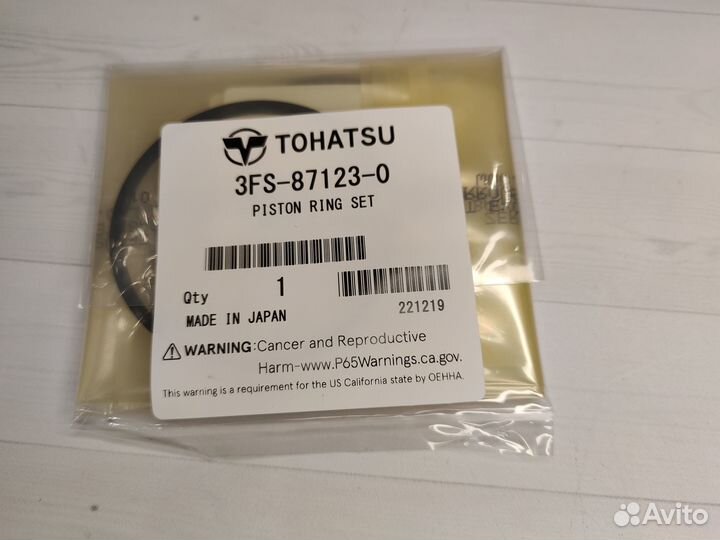 TOHATSU
3FS-87123-0
PISTON RING SET
Qty 1
221219
MADE IN JAPAN
WARNING:Cancer and Reproductive
Harm-www.P65Warnings.ca.gov.
This warning is a requirement for the US California state by OEHHA.
Avito